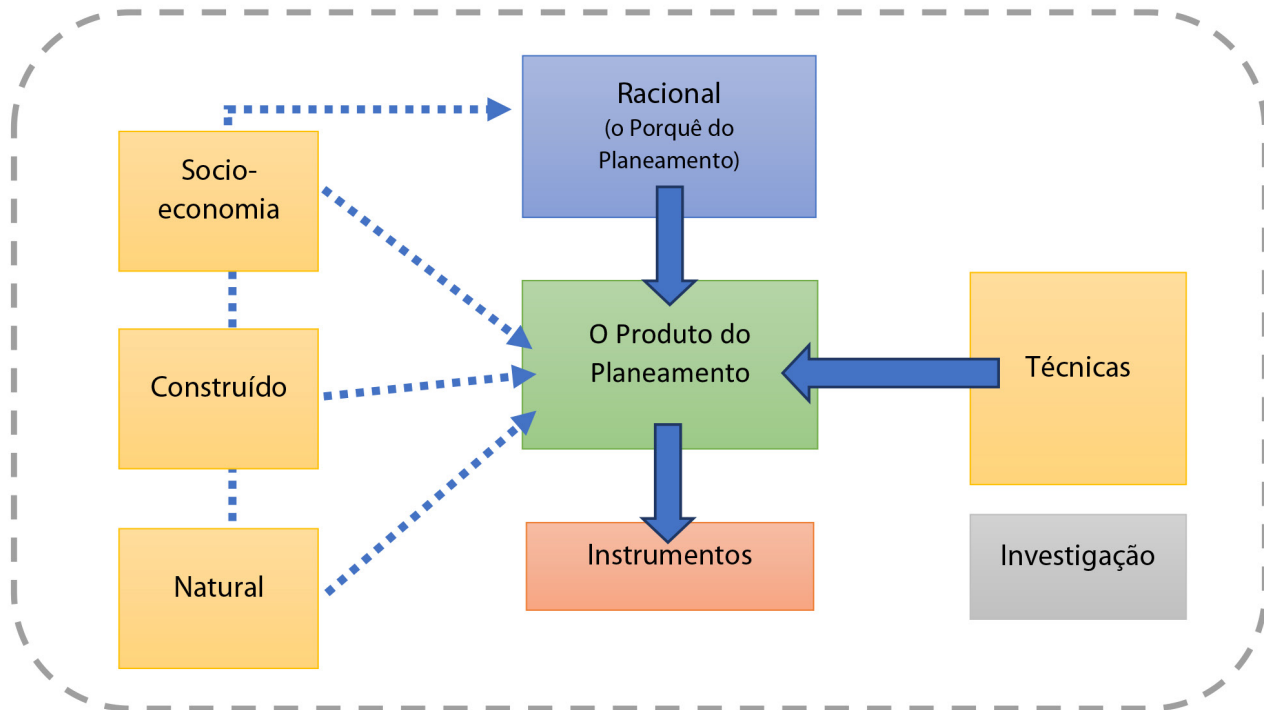 Racional
(o Porquê do
Planeamento)
Socio-
economia
O Produto do
Planeamento
Técnicas
Construído
Instrumentos
Investigação
Natural